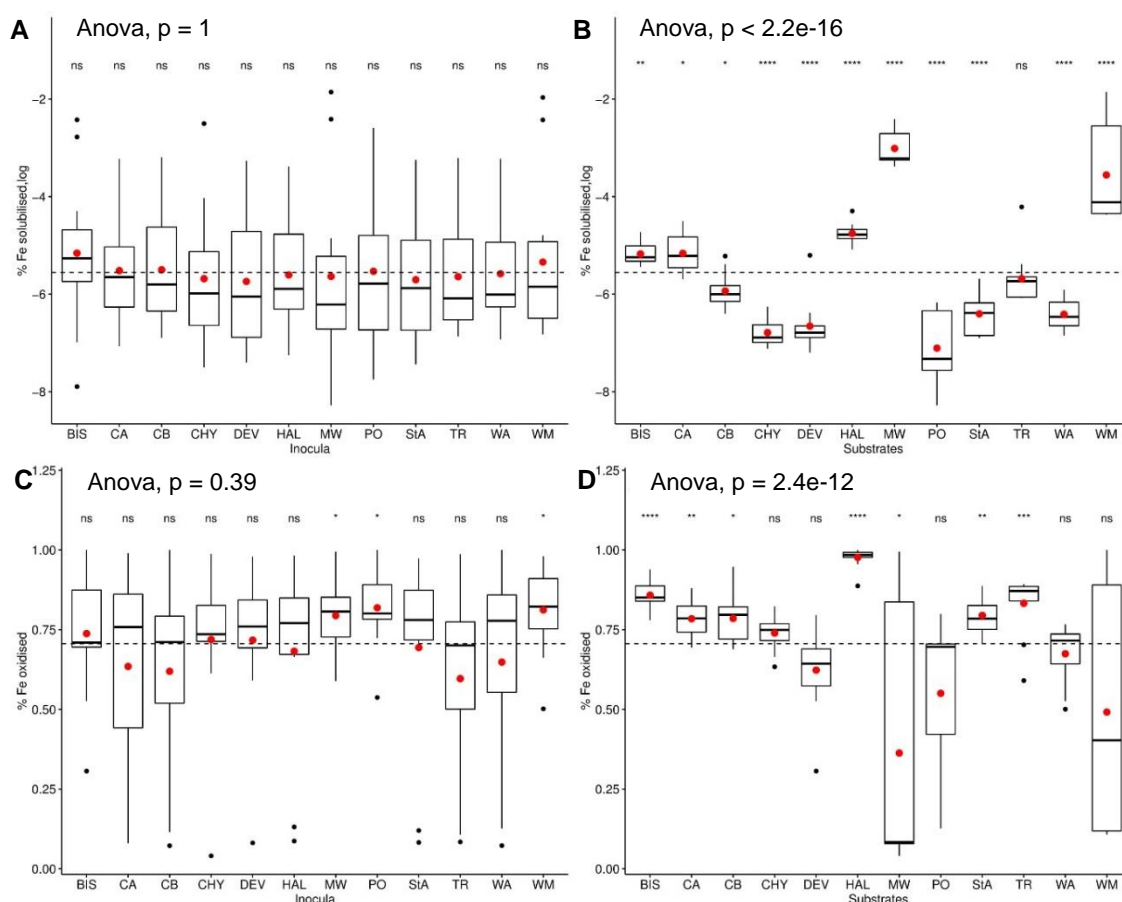 A Anova, p = 1
ns ns ns ns ns ns ns ns ns ns ns ns
-2
-4
-6
-8
% Fe solubilised,log
BIS CA CB CHY DEV HAL MW PO StA TR WA WM
Inocula
B Anova, p < 2.2e-16
** * * **** **** **** **** **** **** ns **** ****
-2
-4
-6
-8
% Fe solubilised,log
BIS CA CB CHY DEV HAL MW PO StA TR WA WM
Substrates
C Anova, p = 0.39
ns ns ns ns ns ns * * ns ns ns *
1.25
1.00
0.75
0.50
0.25
0.00
% Fe oxidised
BIS CA CB CHY DEV HAL MW PO StA TR WA WM
Inocula
D Anova, p = 2.4e-12
**** ** * ns ns **** * ns ** *** ns ns
1.25
1.00
0.75
0.50
0.25
0.00
% Fe oxidised
BIS CA CB CHY DEV HAL MW PO StA TR WA WM
Substrates